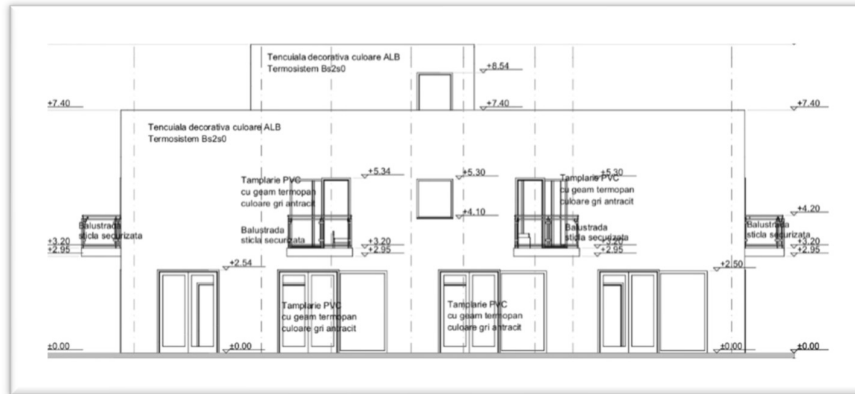 Tencuiala decorativa culoare ALB
Termosistem Bs2s0
+8.54
+7.40
+7.40
+7.40
Tencuiala decorativa culoare ALB
Termosistem Bs2s0
Tamplarie PVC
cu geam termopan
culoare gri antracit
+5.34
+5.30
Tamplarie PVC
cu geam termopan
culoare gri antracit
+5.30
+4.10
+4.20
Balustrada
sticla securizata
+3.20
+2.95
Balustrada
sticla securizata
+3.20
+2.95
Balustrada
sticla securizata
+3.20
+2.95
Balustrada
sticla securizata
+3.20
+2.95
+2.54
+2.50
Tamplarie PVC
cu geam termopan
culoare gri antracit
Tamplarie PVC
cu geam termopan
culoare gri antracit
±0.00
±0.00
±0.00
±0.00